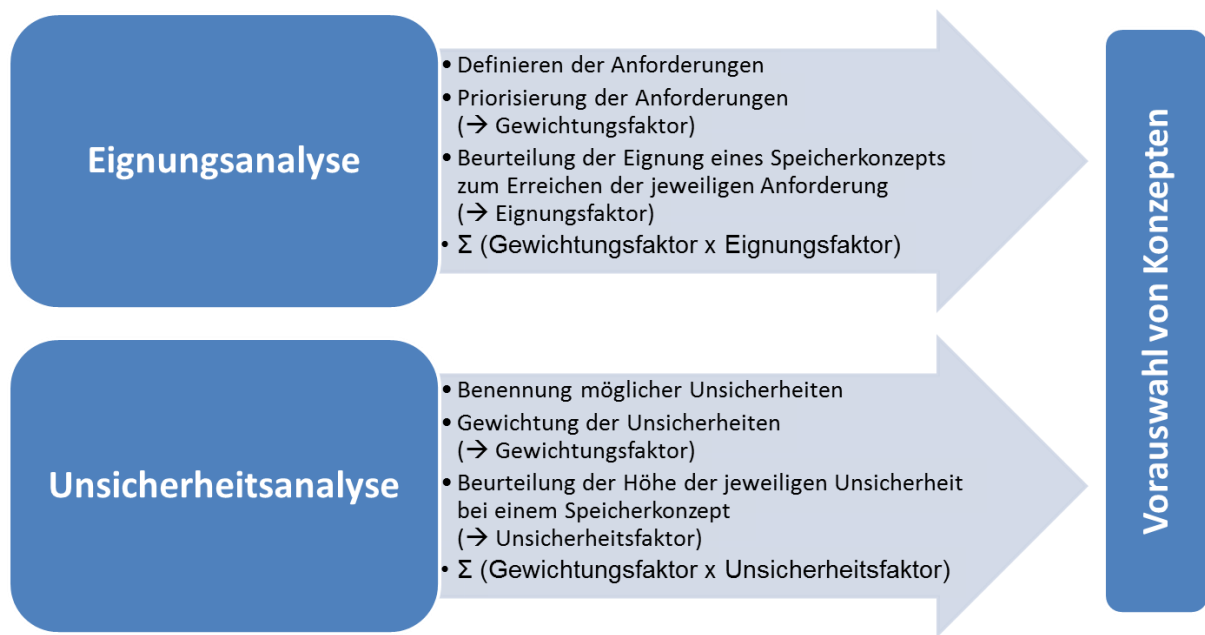 Eignungsanalyse
• Definieren der Anforderungen
• Priorisierung der Anforderungen
(→ Gewichtungsfaktor)
• Beurteilung der Eignung eines Speicherkonzepts
zum Erreichen der jeweiligen Anforderung
(→ Eignungsfaktor)
• Σ (Gewichtungsfaktor x Eignungsfaktor)
Unsicherheitsanalyse
• Benennung möglicher Unsicherheiten
• Gewichtung der Unsicherheiten
(→ Gewichtungsfaktor)
• Beurteilung der Höhe der jeweiligen Unsicherheit
bei einem Speicherkonzept
(→ Unsicherheitsfaktor)
• Σ (Gewichtungsfaktor x Unsicherheitsfaktor)
Vorauswahl von Konzepten